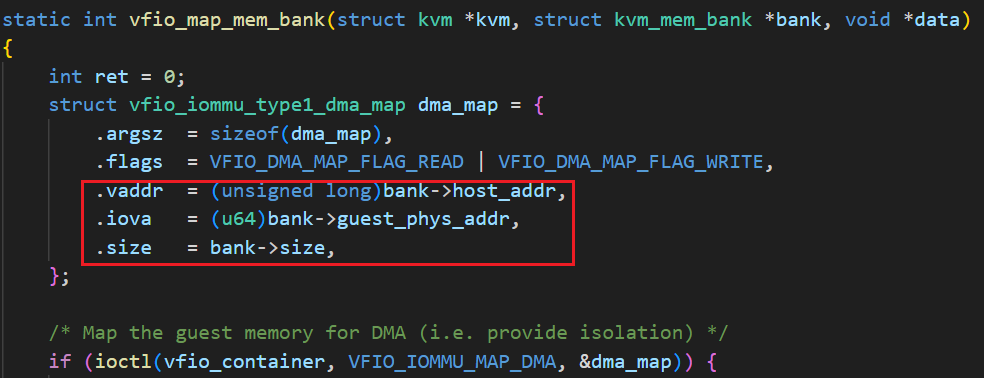 static int vfio_map_mem_bank(struct kvm *kvm, struct kvm_mem_bank *bank, void *data)
{
    int ret = 0;
    struct vfio_iommu_type1_dma_map dma_map = {
        .argsz  = sizeof(dma_map),
        .flags  = VFIO_DMA_MAP_FLAG_READ | VFIO_DMA_MAP_FLAG_WRITE,
        .vaddr  = (unsigned long)bank->host_addr,
        .iova   = (u64)bank->guest_phys_addr,
        .size   = bank->size,
    };
    /* Map the guest memory for DMA (i.e. provide isolation) */
    if (ioctl(vfio_container, VFIO_IOMMU_MAP_DMA, &dma_map)) {